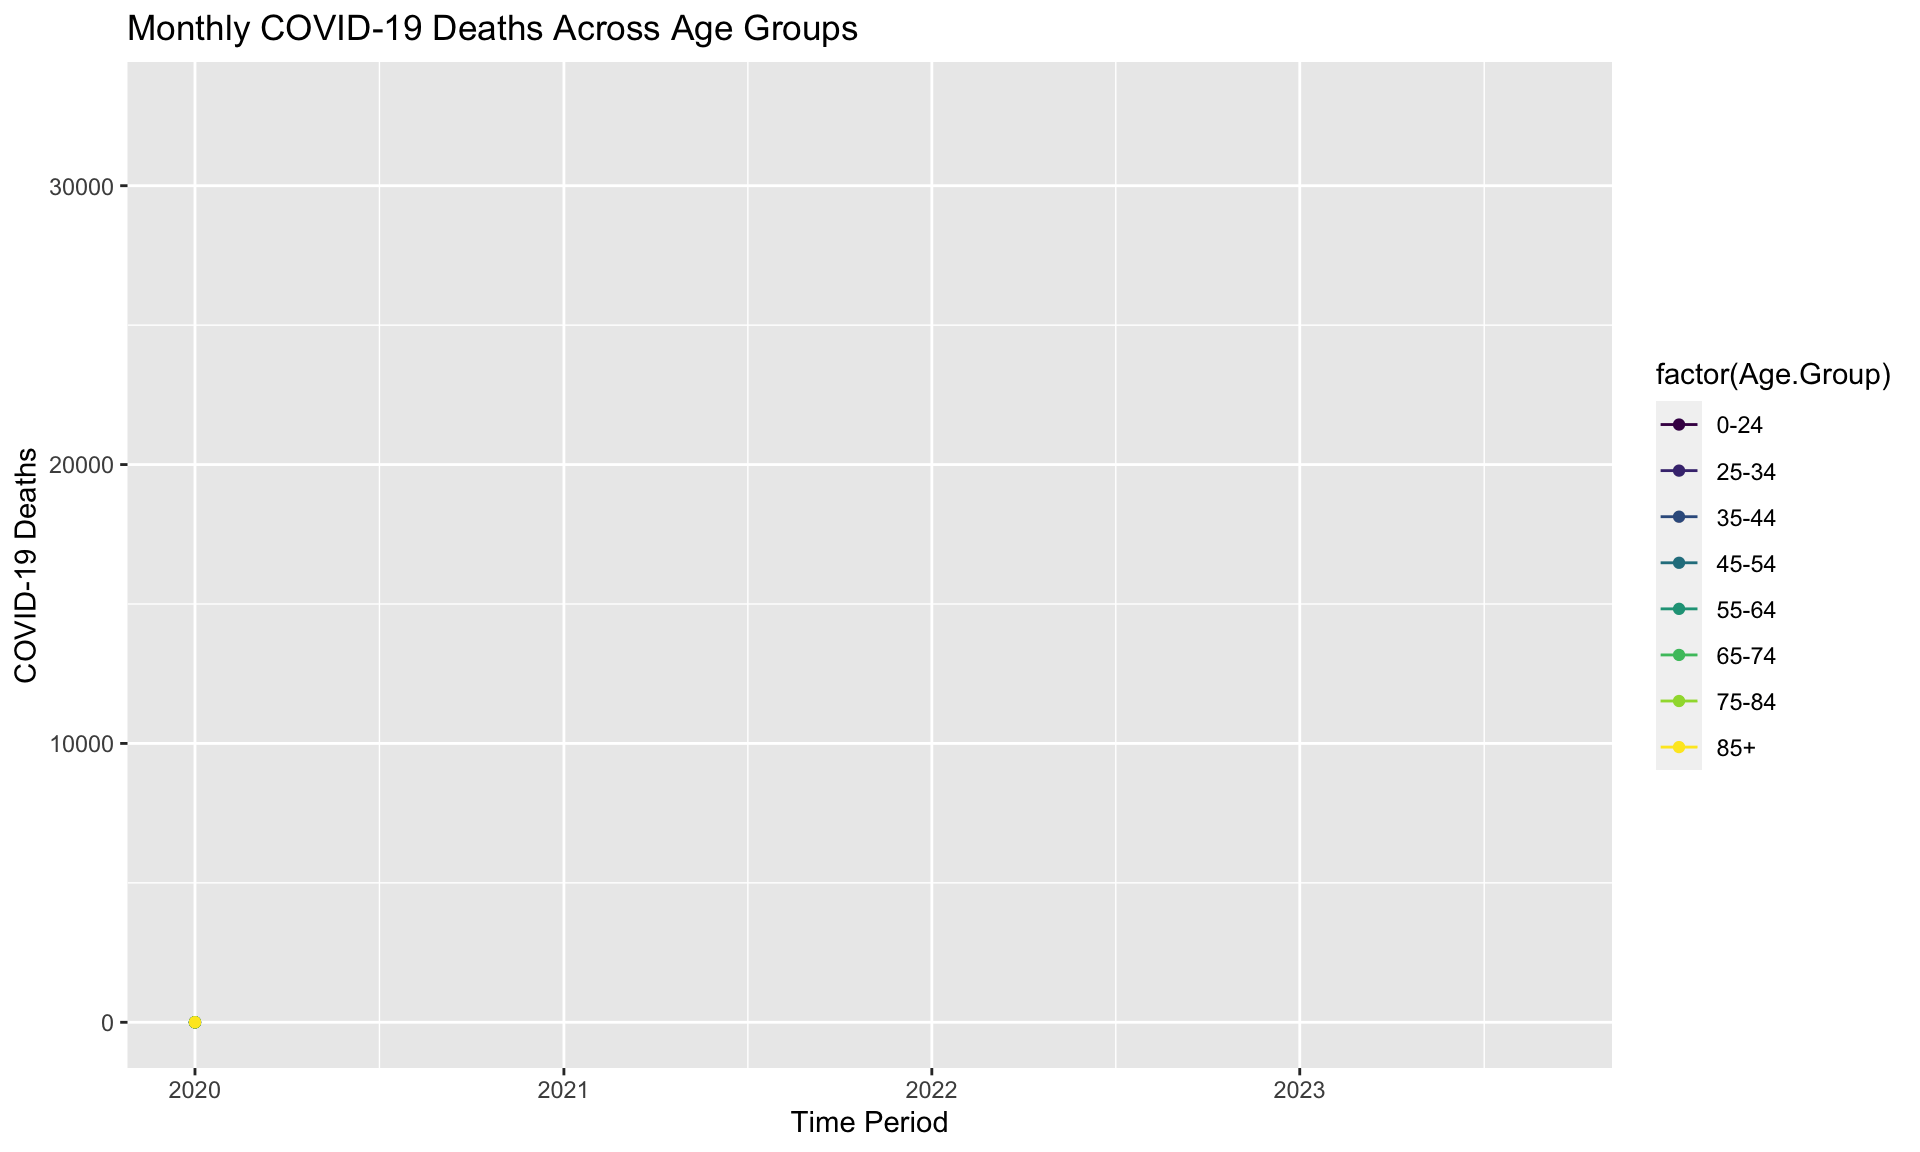 Monthly COVID-19 Deaths Across Age Groups
30000
20000
10000
0
COVID-19 Deaths
2020 2021 2022 2023
Time Period
factor(Age.Group)
0-24
25-34
35-44
45-54
55-64
65-74
75-84
85+